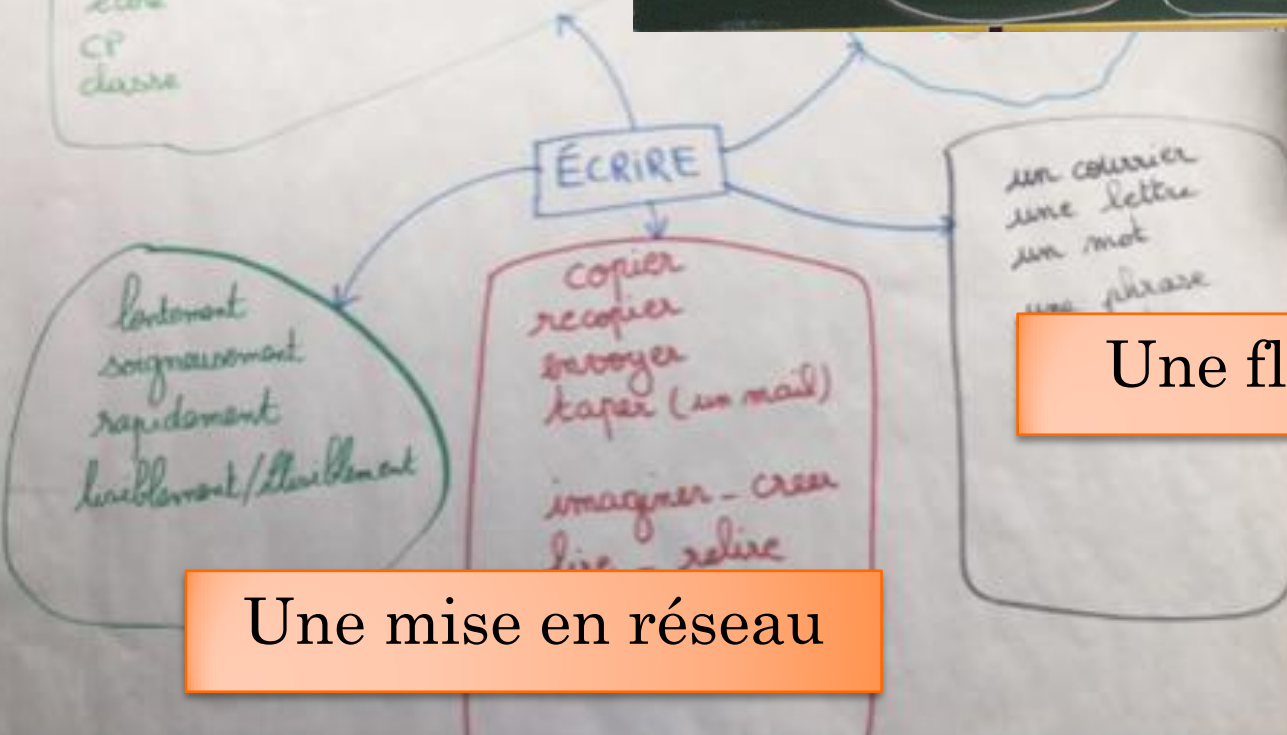 CP
classe
ÉCRIRE
lentement
soigneusement
rapidement
lisiblement/illisiblement
copier
recopier
envoyer
taper (un mail)
imaginer - creer
lire - relire
un courrier
une lettre
un mot
une phrase
Une fl
Une mise en réseau